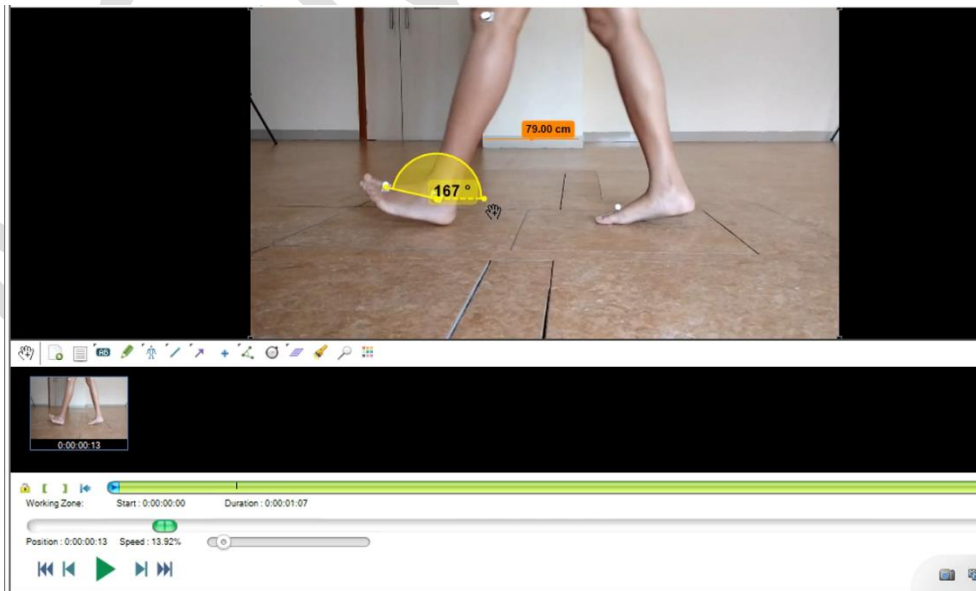 79.00 cm
167 °
HD
0:00:00:13
Working Zone: Start : 0:00:00:00 Duration : 0:00:01:07
Position : 0:00:00:13 Speed : 13.92%